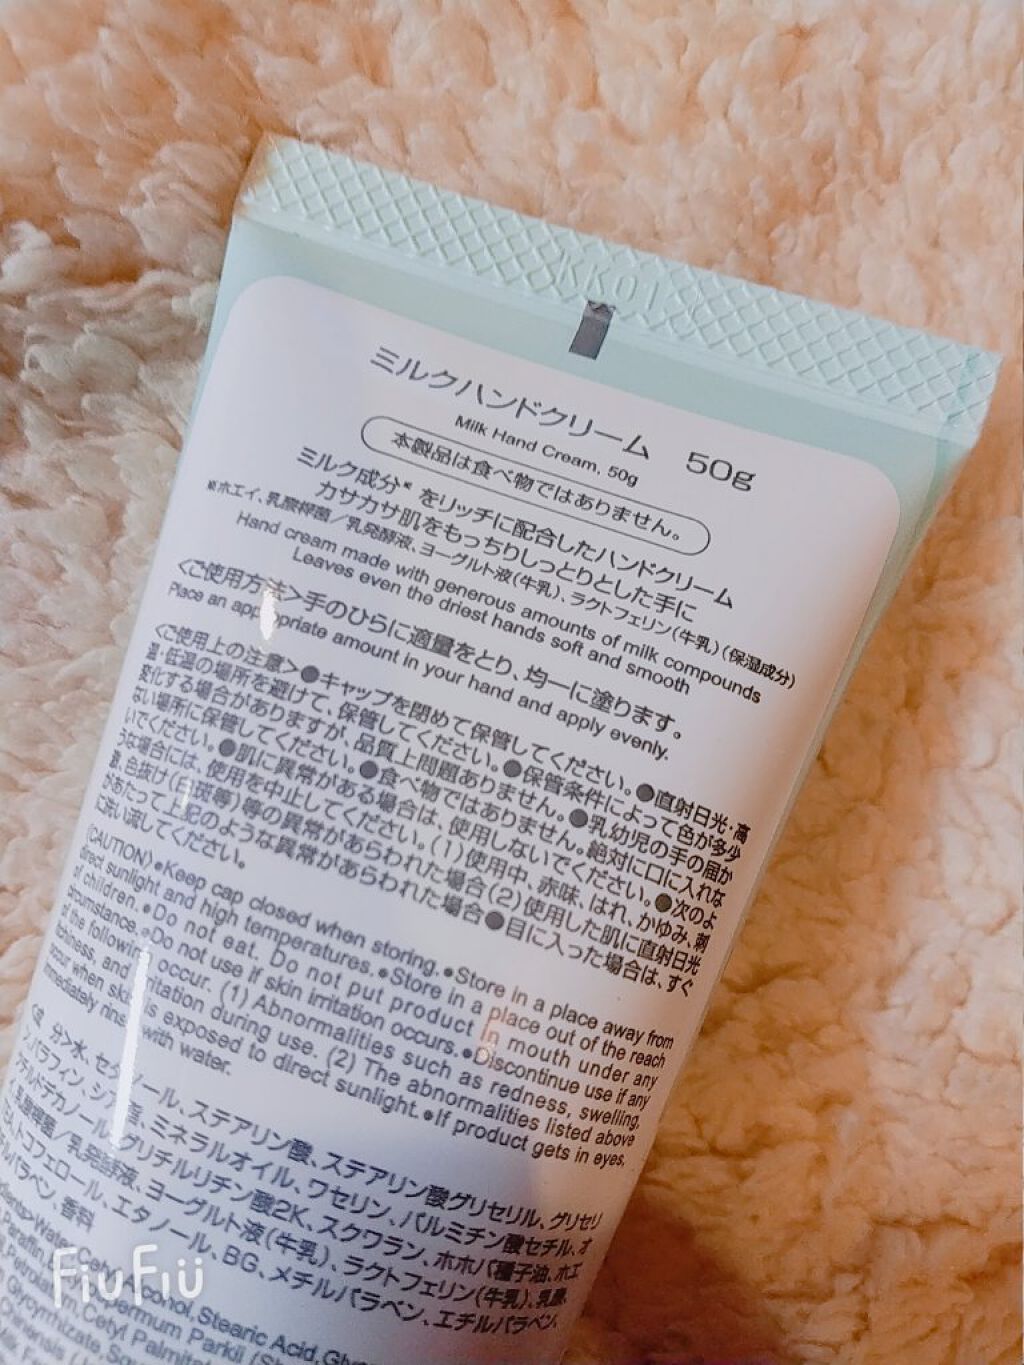 KK01
ミルクハンドクリーム 50g
Milk Hand Cream, 50g
本製品は食べ物ではありません。
ミルク成分※をリッチに配合したハンドクリーム
カサカサ肌をもっちりしっとりとした手に
※ホエイ、乳酸桿菌/乳発酵液、ヨーグルト液(牛乳)、ラクトフェリン(牛乳)(保湿成分)
Hand cream made with generous amounts of milk compounds
Leaves even the driest hands soft and smooth
<ご使用方法>手のひらに適量をとり、均一に塗ります。
Place an appropriate amount in your hand and apply evenly.
<ご使用上の注意>●キャップを閉めて保管してください。●直射日光・高
温・低温の場所を避けて、保管してください。●保管条件によって色が多少
変化する場合がありますが、品質上問題ありません。●乳幼児の手の届か
ない場所に保管してください。●食べ物ではありません。絶対に口に入れな
いでください。●肌に異常がある場合は、使用しないでください。●次のよ
うな場合には、使用を中止してください。(1)使用中、赤味、はれ、かゆみ、刺
激、色抜け(白斑等)等の異常があらわれた場合(2)使用した肌に直射日光
があたって上記のような異常があらわれた場合●目に入った場合は、すぐ
に洗い流してください。
(CAUTION)●Keep cap closed when storing.●Store in a place away from
direct sunlight and high temperatures.●Store in a place out of the reach
of children.●Do not eat. Do not put product in mouth under any
circumstance.●Do not use if skin irritation occurs.●Discontinue use if any
of the following occur. (1) Abnormalities such as redness, swelling,
itchiness, and irritation during use. (2) The abnormalities listed above
occur when skin is exposed to direct sunlight.●If product gets in eyes,
immediately rinse with water.
<成 分>水、セタノール、ステアリン酸、ステアリン酸グリセリル、グリセリ
ン、パラフィン、シア脂、ミネラルオイル、ワセリン、パルミチン酸セチル、オ
クチルドデカノール、グリチルリチン酸2K、スクワラン、ホホバ種子油、ホエ
イ、乳酸桿菌/乳発酵液、ヨーグルト液(牛乳)、ラクトフェリン(牛乳)、乳酸、
トコフェロール、エタノール、BG、メチルパラベン、エチルパラベン、
パラベン、香料
Water, Cetyl Alcohol, Stearic Acid,
Paraffin, Butyrospermum Parkii
Petrolatum, Cetyl
Glycyrrhizate,
FiuFiü